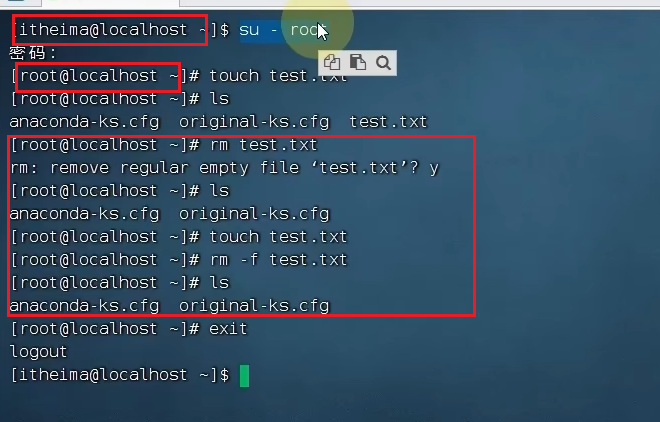 [itheima@localhost ~]$ su - root
密码：
[root@localhost ~]# touch test.txt
[root@localhost ~]# ls
anaconda-ks.cfg  original-ks.cfg  test.txt
[root@localhost ~]# rm test.txt
rm: remove regular empty file ‘test.txt’? y
[root@localhost ~]# ls
anaconda-ks.cfg  original-ks.cfg
[root@localhost ~]# touch test.txt
[root@localhost ~]# rm -f test.txt
[root@localhost ~]# ls
anaconda-ks.cfg  original-ks.cfg
[root@localhost ~]# exit
logout
[itheima@localhost ~]$